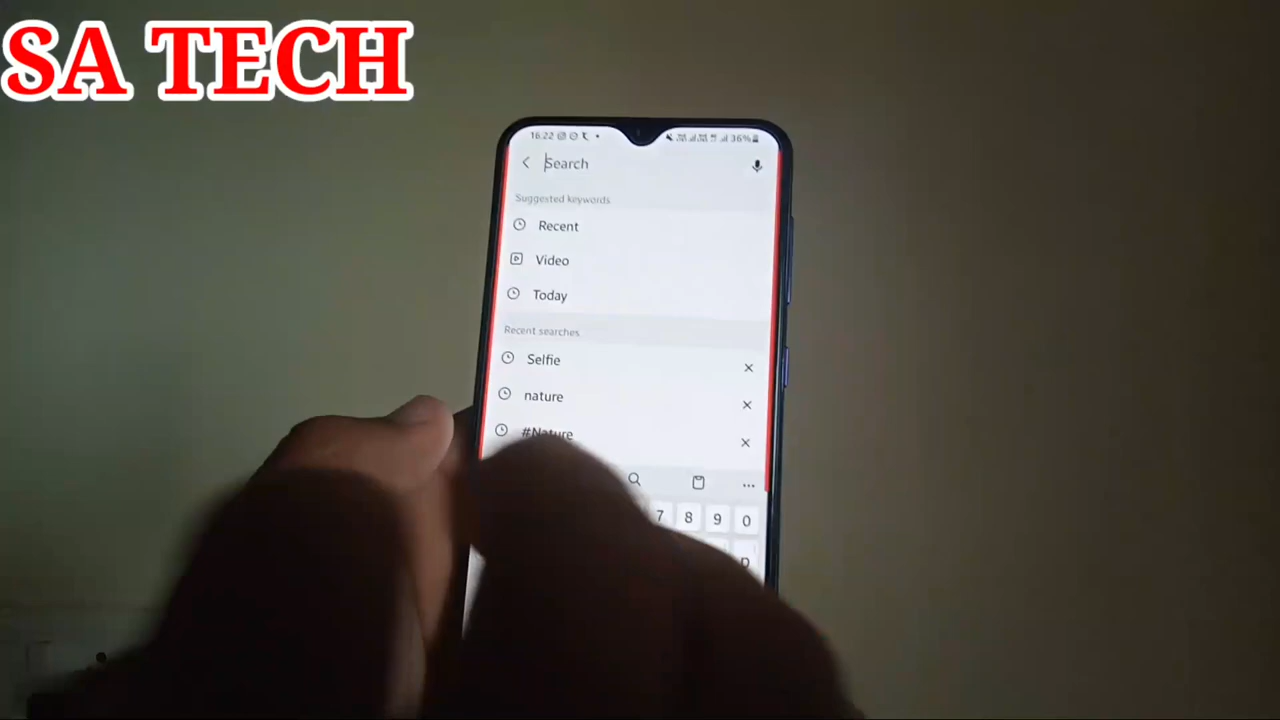 SA TECH
16:22
36%
Search
Suggested keywords
Recent
Video
Today
Recent searches
Selfie
nature
#Nature
7 8 9 0
p